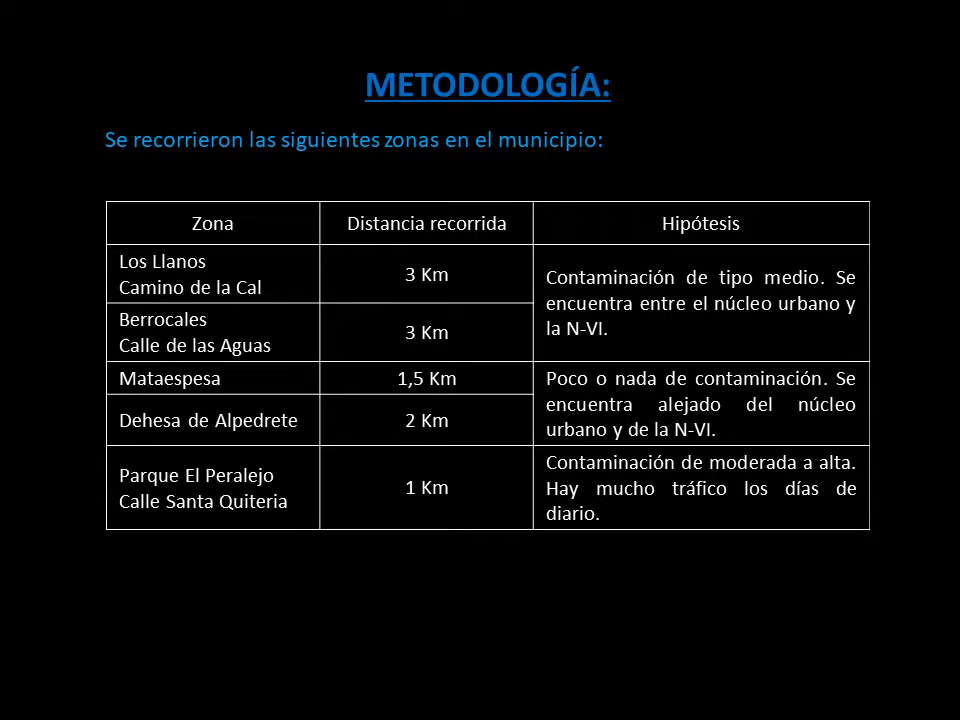 METODOLOGÍA:
Se recorrieron las siguientes zonas en el municipio:
Zona
Distancia recorrida
Hipótesis
Los Llanos
Camino de la Cal
3 Km
Contaminación de tipo medio. Se
encuentra entre el núcleo urbano y
la N-VI.
Berrocales
Calle de las Aguas
3 Km
Mataespesa
1,5 Km
Poco o nada de contaminación. Se
encuentra alejado del núcleo
urbano y de la N-VI.
Dehesa de Alpedrete
2 Km
Parque El Peralejo
Calle Santa Quiteria
1 Km
Contaminación de moderada a alta.
Hay mucho tráfico los días de
diario.